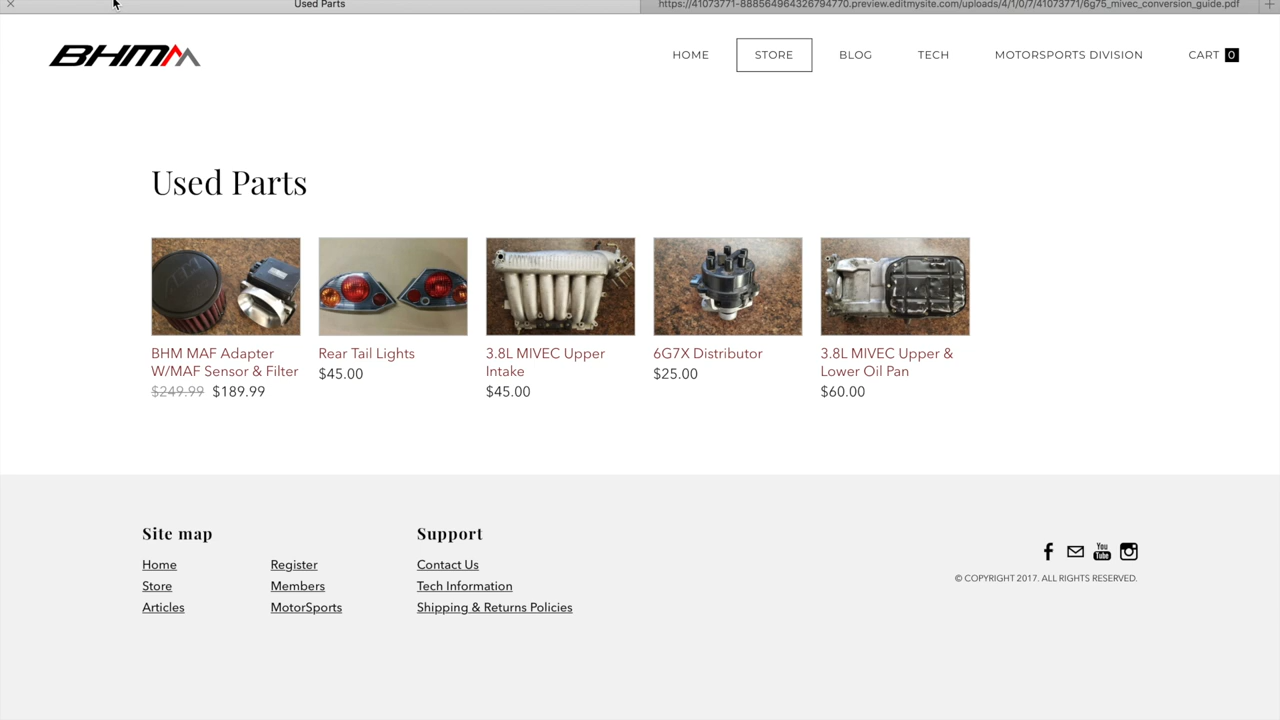 Used Parts
https://41073771-888564964326794770.preview.editmysite.com/uploads/4/1/0/7/41073771/6g75_mivec_conversion_guide.pdf
BHMM
HOME
STORE
BLOG
TECH
MOTORSPORTS DIVISION
CART 0
Used Parts
BHM MAF Adapter
W/MAF Sensor & Filter
$249.99 $189.99
Rear Tail Lights
$45.00
3.8L MIVEC Upper
Intake
$45.00
6G7X Distributor
$25.00
3.8L MIVEC Upper &
Lower Oil Pan
$60.00
Site map
Home
Store
Articles
Register
Members
MotorSports
Support
Contact Us
Tech Information
Shipping & Returns Policies
You
Tube
© COPYRIGHT 2017. ALL RIGHTS RESERVED.